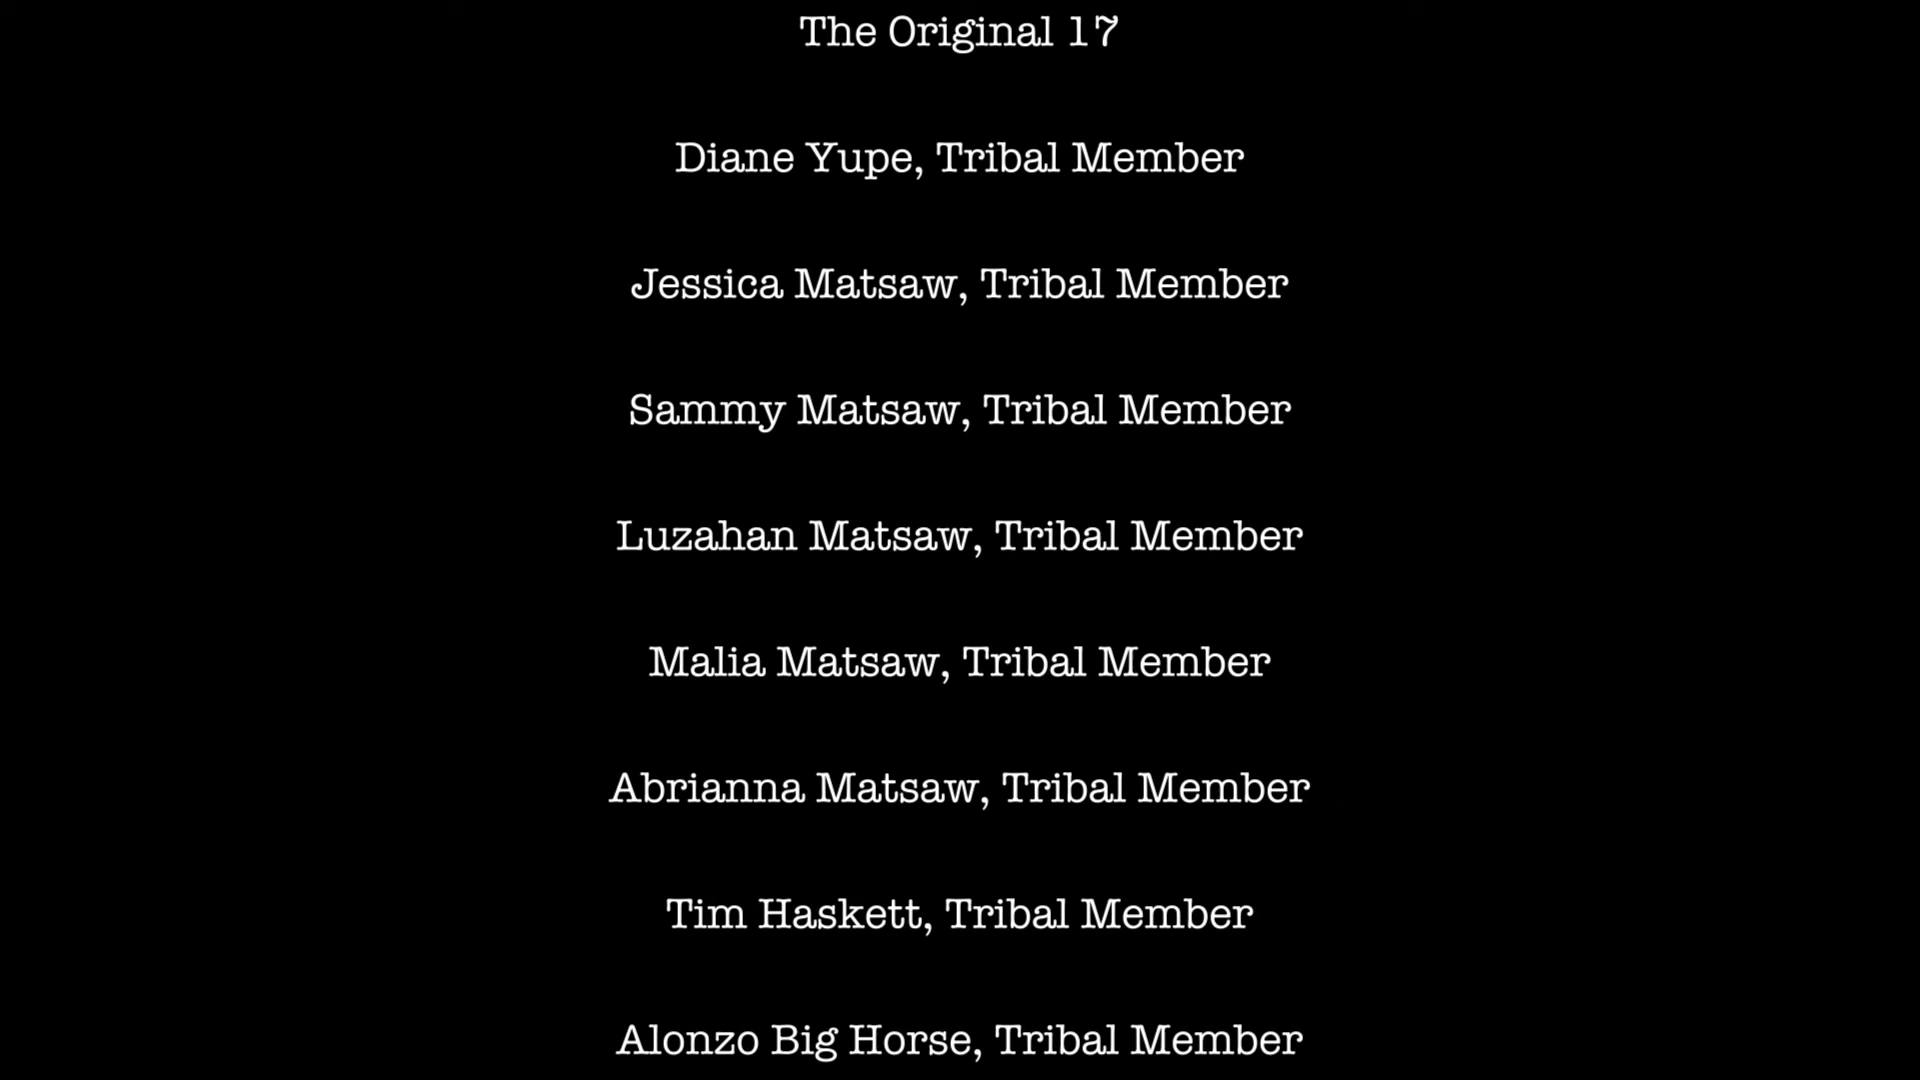 The Original 17
Diane Yupe, Tribal Member
Jessica Matsaw, Tribal Member
Sammy Matsaw, Tribal Member
Luzahan Matsaw, Tribal Member
Malia Matsaw, Tribal Member
Abrianna Matsaw, Tribal Member
Tim Haskett, Tribal Member
Alonzo Big Horse, Tribal Member